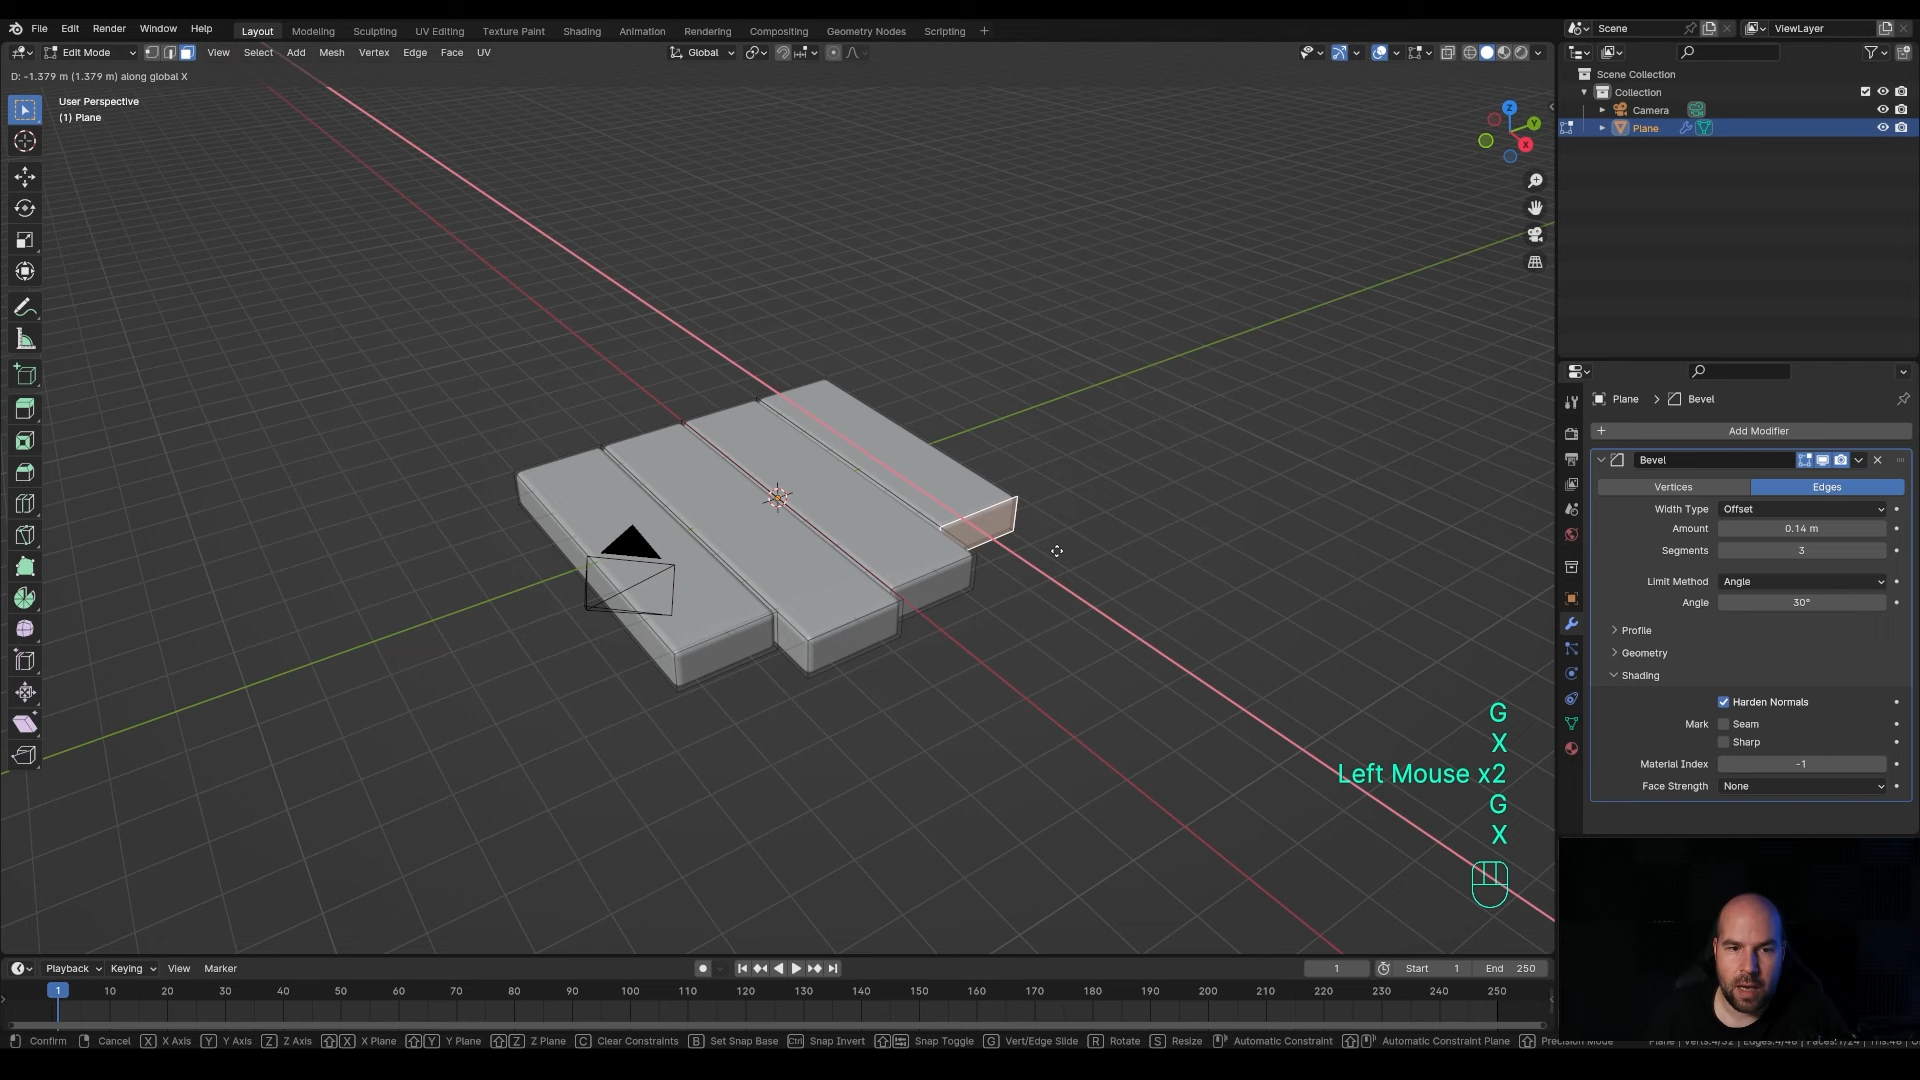 File Edit Render Window Help Layout Modeling Sculpting UV Editing Texture Paint Shading Animation Rendering Compositing Geometry Nodes Scripting + Scene ViewLayer
Edit Mode View Select Add Mesh Vertex Edge Face UV Global
D: -1.379 m (1.379 m) along global X
User Perspective
(1) Plane
Z
Y
X
Scene Collection
Collection
Camera
Plane
Plane > Bevel
+ Add Modifier
Bevel
Vertices Edges
Width Type Offset
Amount 0.14 m
Segments 3
Limit Method Angle
Angle 30°
Profile
Geometry
Shading
Harden Normals
Mark Seam
Sharp
Material Index -1
Face Strength None
G
X
Left Mouse x2
G
X
Playback Keying View Marker 1 Start 1 End 250
1 10 20 30 40 50 60 70 80 90 100 110 120 130 140 150 160 170 180 190 200 210 220 230 240 250
Confirm Cancel X X Axis Y Y Axis Z Z Axis X X Plane Y Y Plane Z Z Plane C Clear Constraints B Set Snap Base Ctrl Snap Invert Snap Toggle G Vert/Edge Slide R Rotate S Resize Automatic Constraint Automatic Constraint Plane Precision Mode